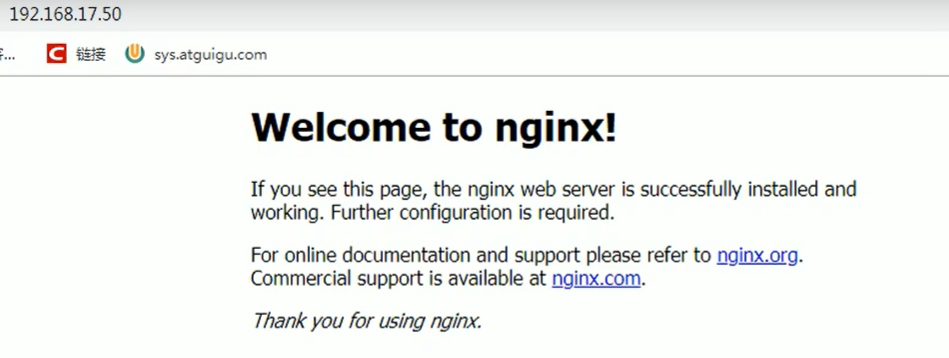 192.168.17.50
... 链接 sys.atguigu.com
Welcome to nginx!
If you see this page, the nginx web server is successfully installed and
working. Further configuration is required.
For online documentation and support please refer to nginx.org.
Commercial support is available at nginx.com.
Thank you for using nginx.